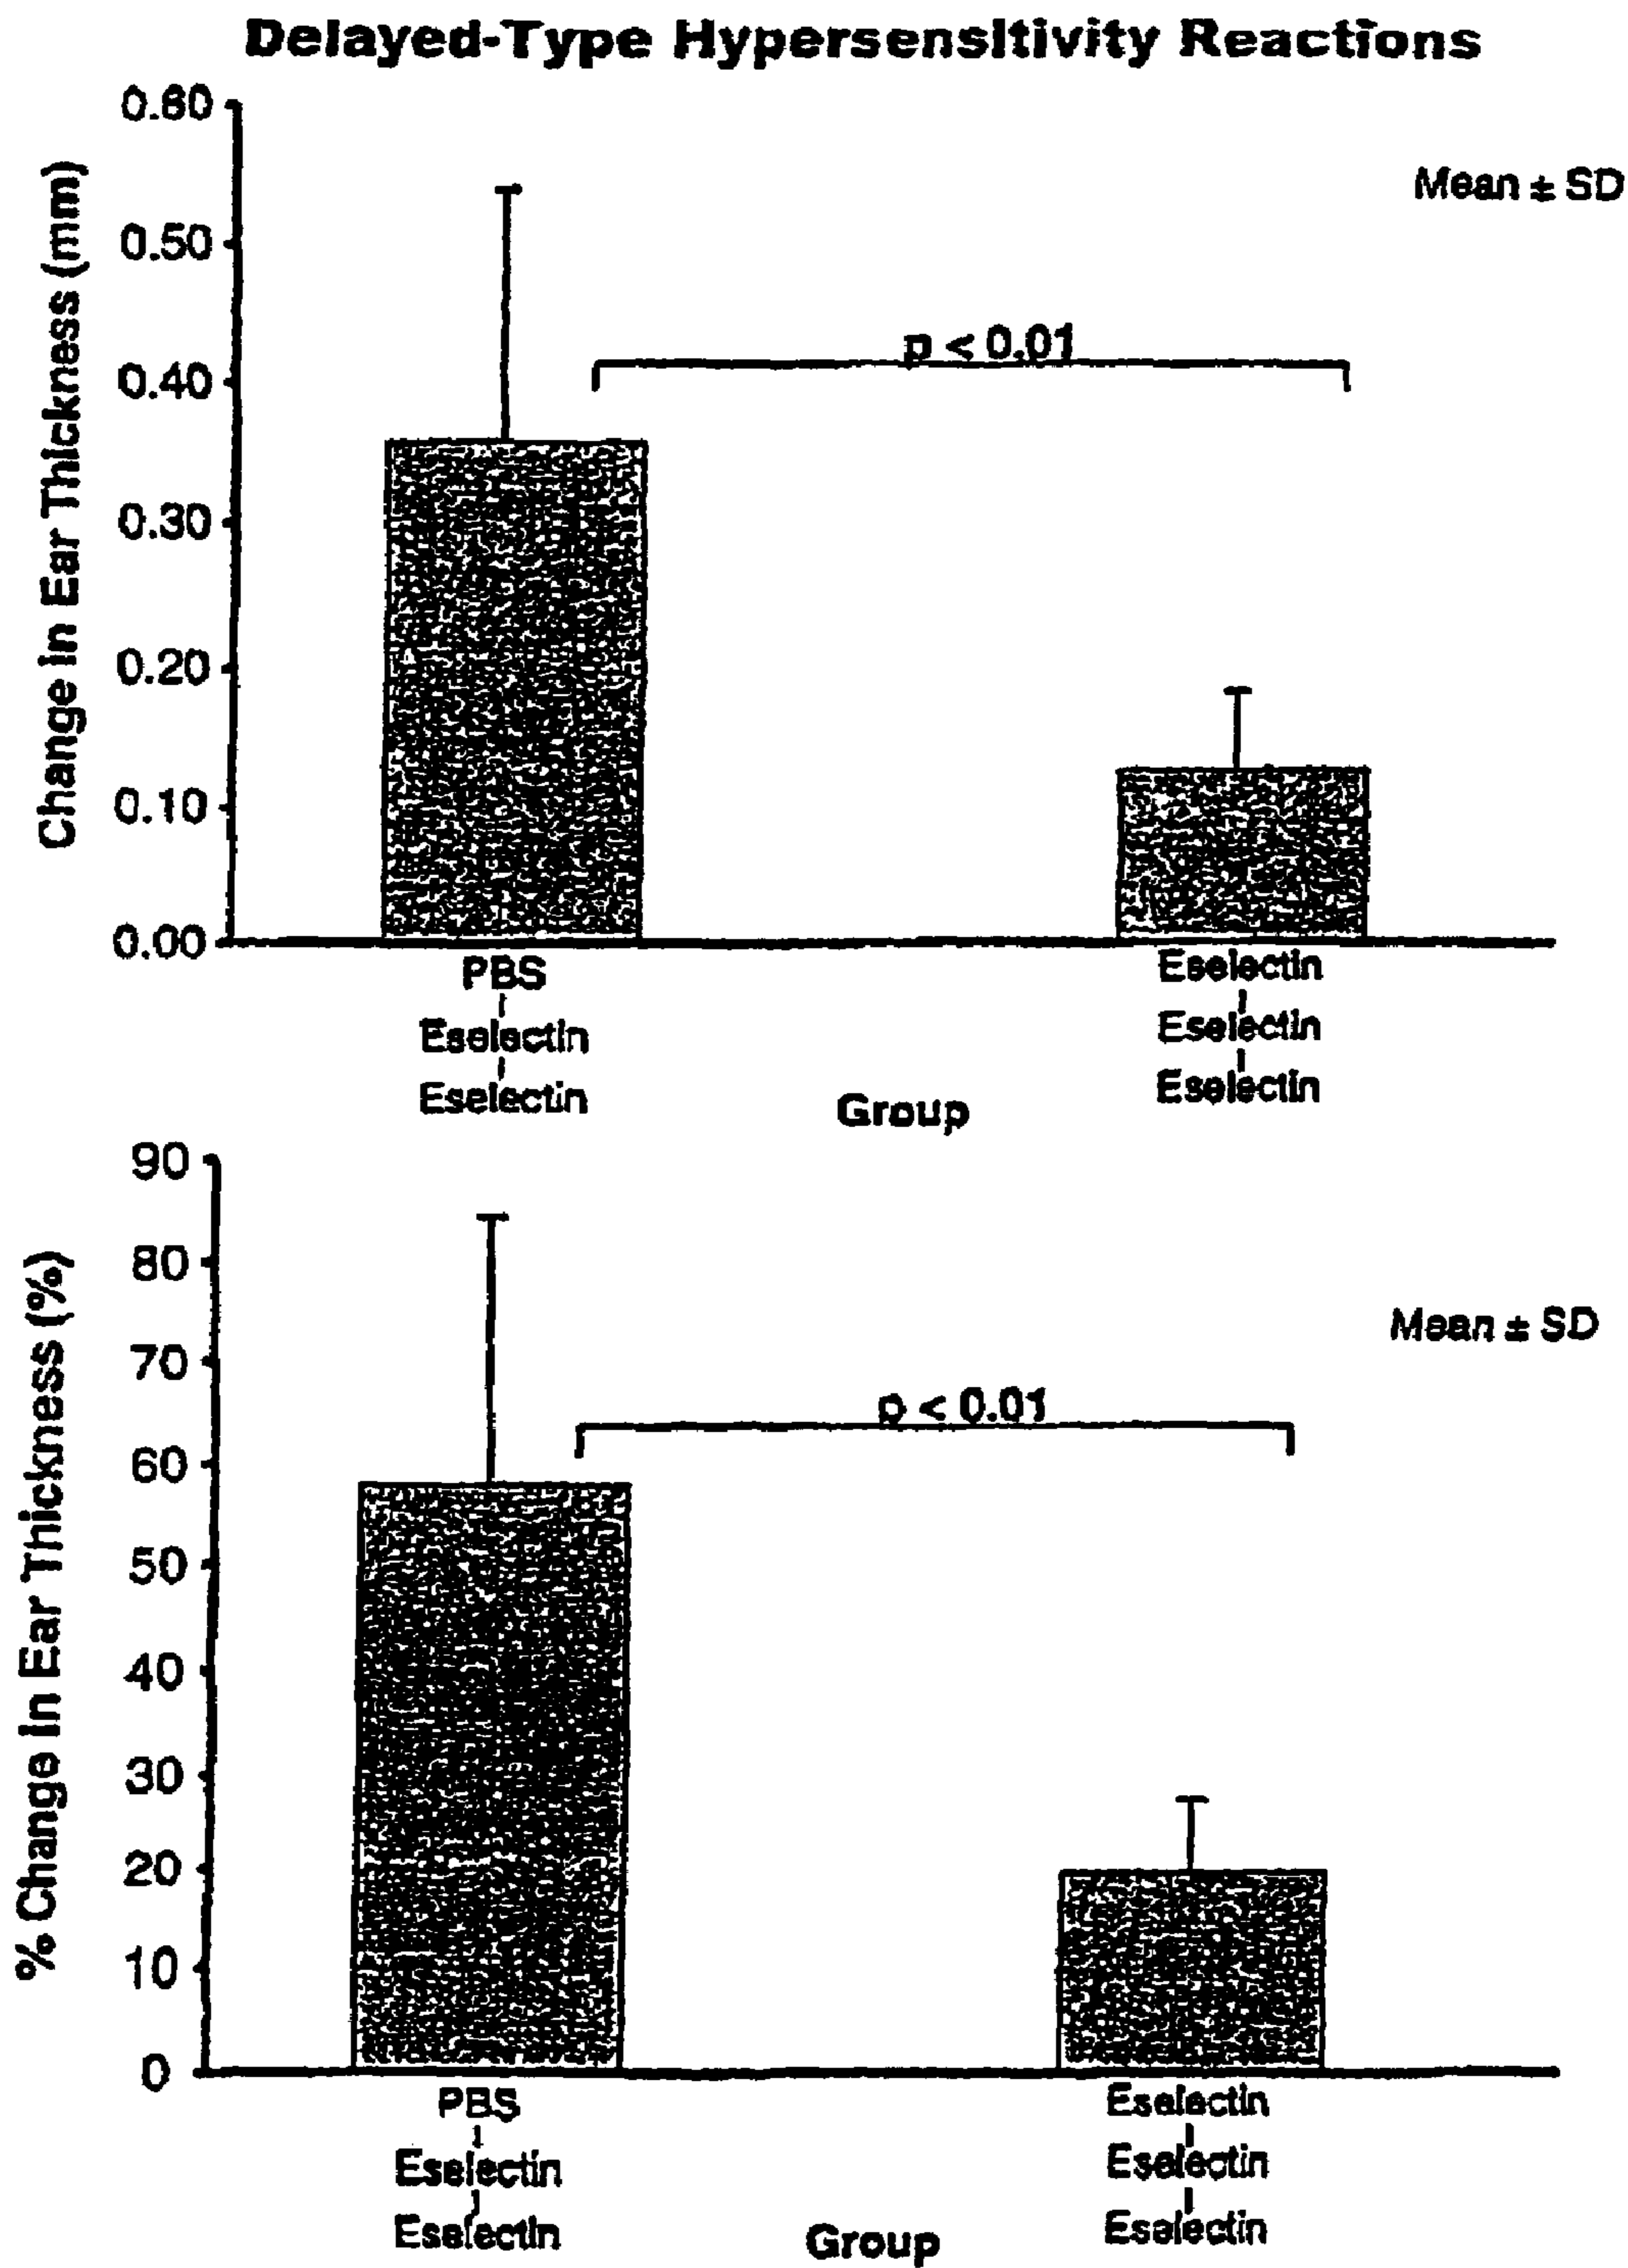 Delayed-Type Hypersensitivity Reactions
Change in Ear Thickness (mm)
0.60
0.50
0.40
0.30
0.20
0.10
0.00
Mean ± SD
p < 0.01
PBS
Eselectin
Eselectin
Eselectin
Eselectin
Eselectin
Group
% Change in Ear Thickness (%)
90
80
70
60
50
40
30
20
10
0
Mean ± SD
p < 0.01
PBS
Eselectin
Eselectin
Eselectin
Eselectin
Eselectin
Group